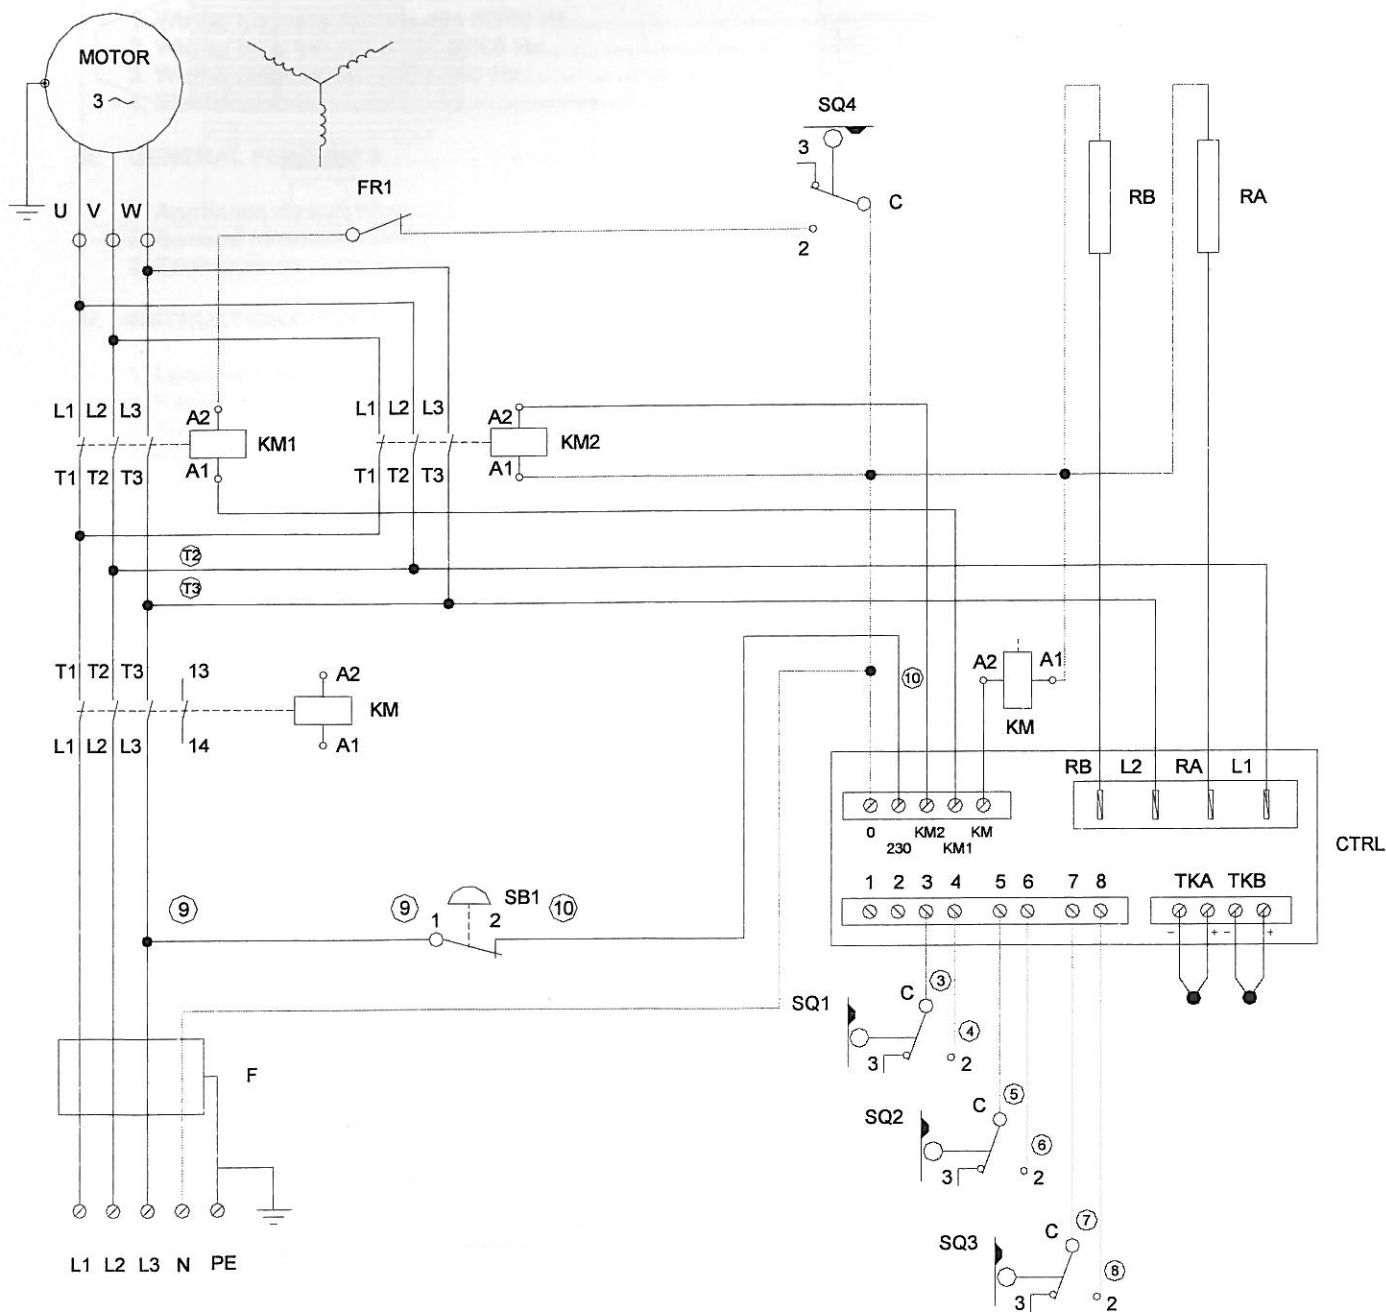 MOTOR
3 ~
SQ4
3
C
2
FR1
U V W
RB
RA
L1 L2 L3
A2
KM1
A1
T1 T2 T3
L1 L2 L3
A2
KM2
A1
T1 T2 T3
T2
T3
T1 T2 T3 13
A2
KM
A1
L1 L2 L3 14
10
A2 A1
KM
RB L2 RA L1
0 230 KM2 KM1 KM
CTRL
1 2 3 4 5 6 7 8
TKA TKB
- + - +
9
9
1
SB1
2
10
SQ1
C
3
4
3
2
F
SQ2
C
5
6
3
2
SQ3
C
7
8
3
2
L1 L2 L3 N PE